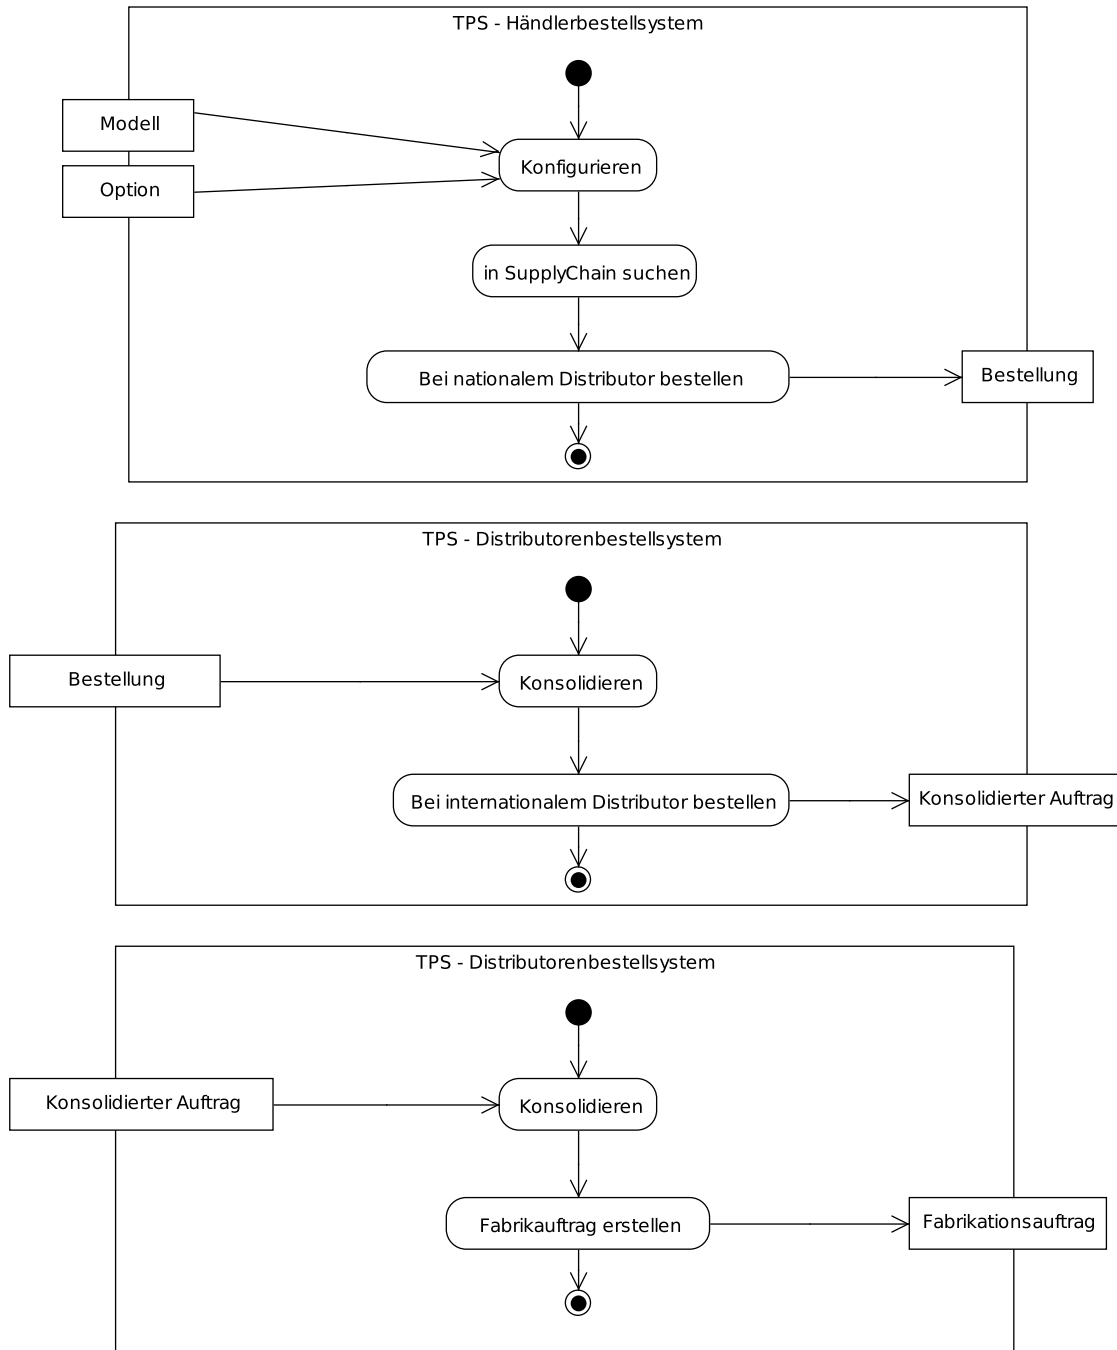 TPS - Händlerbestellsystem
Modell
Konfigurieren
Option
in SupplyChain suchen
Bei nationalem Distributor bestellen
Bestellung
TPS - Distributorenbestellsystem
Bestellung
Konsolidieren
Bei internationalem Distributor bestellen
Konsolidierter Auftrag
TPS - Distributorenbestellsystem
Konsolidierter Auftrag
Konsolidieren
Fabrikauftrag erstellen
Fabrikationsauftrag